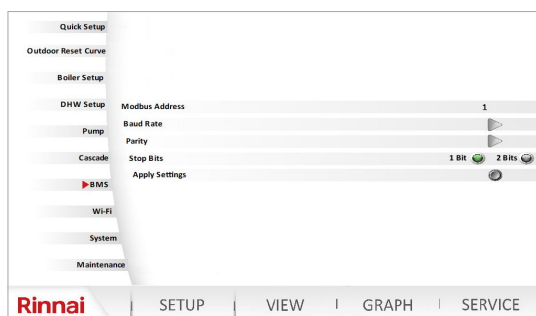 Quick Setup
Outdoor Reset Curve
Boiler Setup
DHW Setup
Pump
Cascade
BMS
Wi-Fi
System
Maintenance
Modbus Address 1
Baud Rate
Parity
Stop Bits 1 Bit 2 Bits
Apply Settings
Rinnai SETUP VIEW GRAPH SERVICE